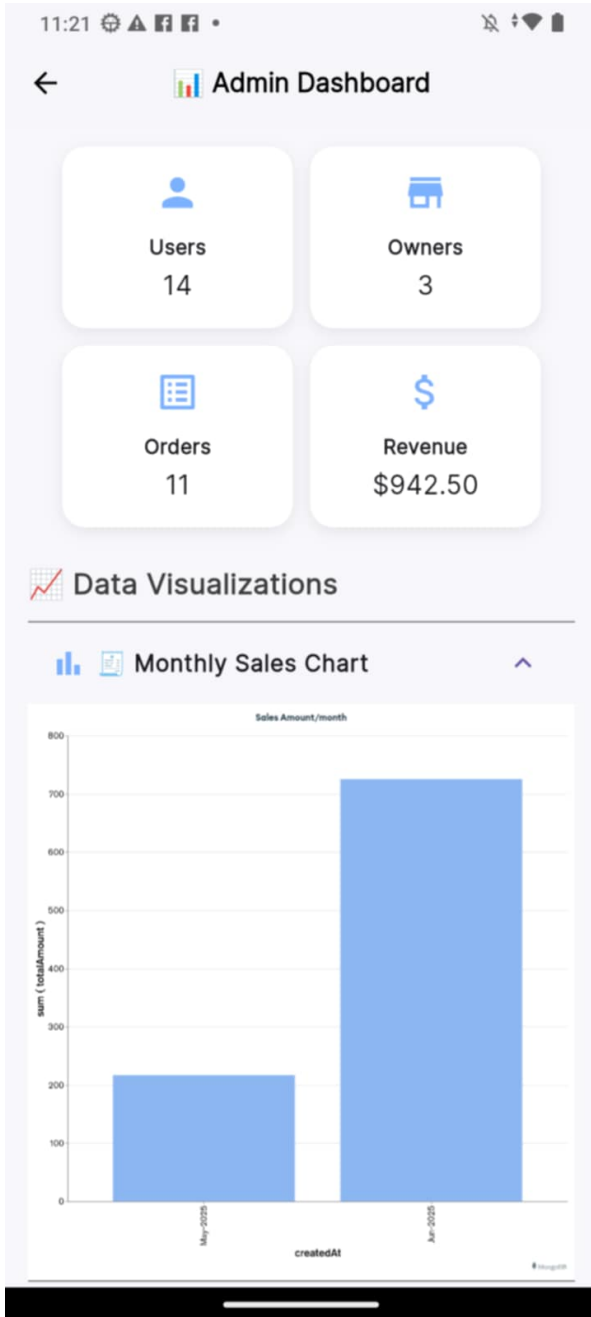 11:21
Admin Dashboard
Users
14
Owners
3
Orders
11
Revenue
$942.50
Data Visualizations
Monthly Sales Chart
Sales Amount/month
800
700
600
500
400
300
200
100
0
sum ( totalAmount )
May-2025
Jun-2025
createdAt
MongoDB